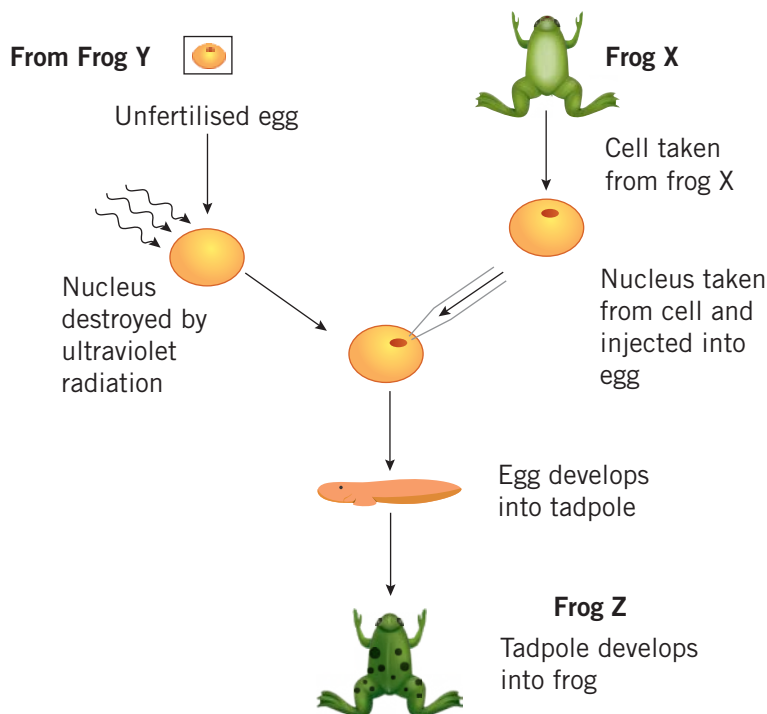 From Frog Y
Frog X
Unfertilised egg
Cell taken
from frog X
Nucleus
destroyed by
ultraviolet
radiation
Nucleus taken
from cell and
injected into
egg
Egg develops
into tadpole
Frog Z
Tadpole develops
into frog